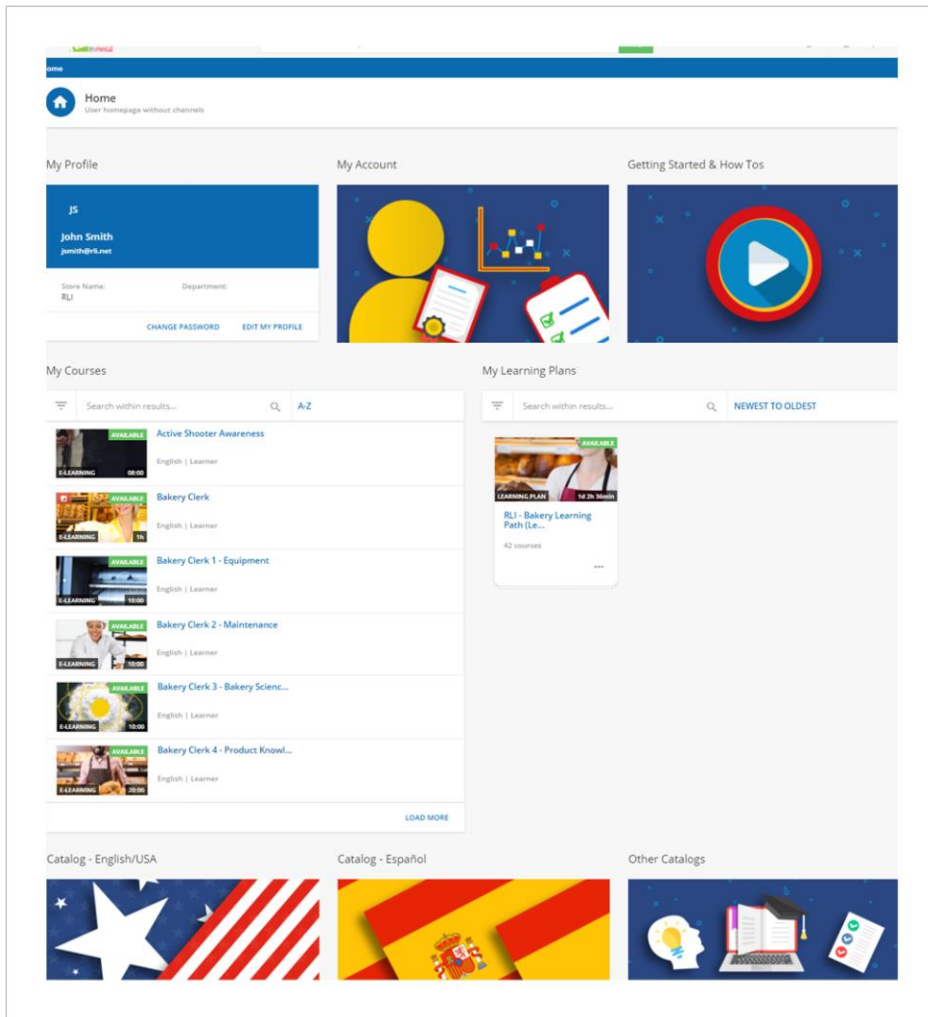 ome
Home
User homepage without channels
My Profile
My Account
Getting Started & How Tos
JS
John Smith
jsmith@rli.net
Store Name:
Department:
RLI
CHANGE PASSWORD
EDIT MY PROFILE
My Courses
My Learning Plans
Search within results...
A-Z
Search within results...
NEWEST TO OLDEST
AVAILABLE
Active Shooter Awareness
English | Learner
E-LEARNING
08:00
AVAILABLE
Bakery Clerk
English | Learner
E-LEARNING
1h
AVAILABLE
Bakery Clerk 1 - Equipment
English | Learner
E-LEARNING
10:00
AVAILABLE
Bakery Clerk 2 - Maintenance
English | Learner
E-LEARNING
10:00
AVAILABLE
Bakery Clerk 3 - Bakery Scienc...
English | Learner
E-LEARNING
10:00
AVAILABLE
Bakery Clerk 4 - Product Knowl...
English | Learner
E-LEARNING
20:00
LOAD MORE
AVAILABLE
LEARNING PLAN
1d 2h 36min
RLI - Bakery Learning
Path (Le...
42 courses
Catalog - English/USA
Catalog - Español
Other Catalogs